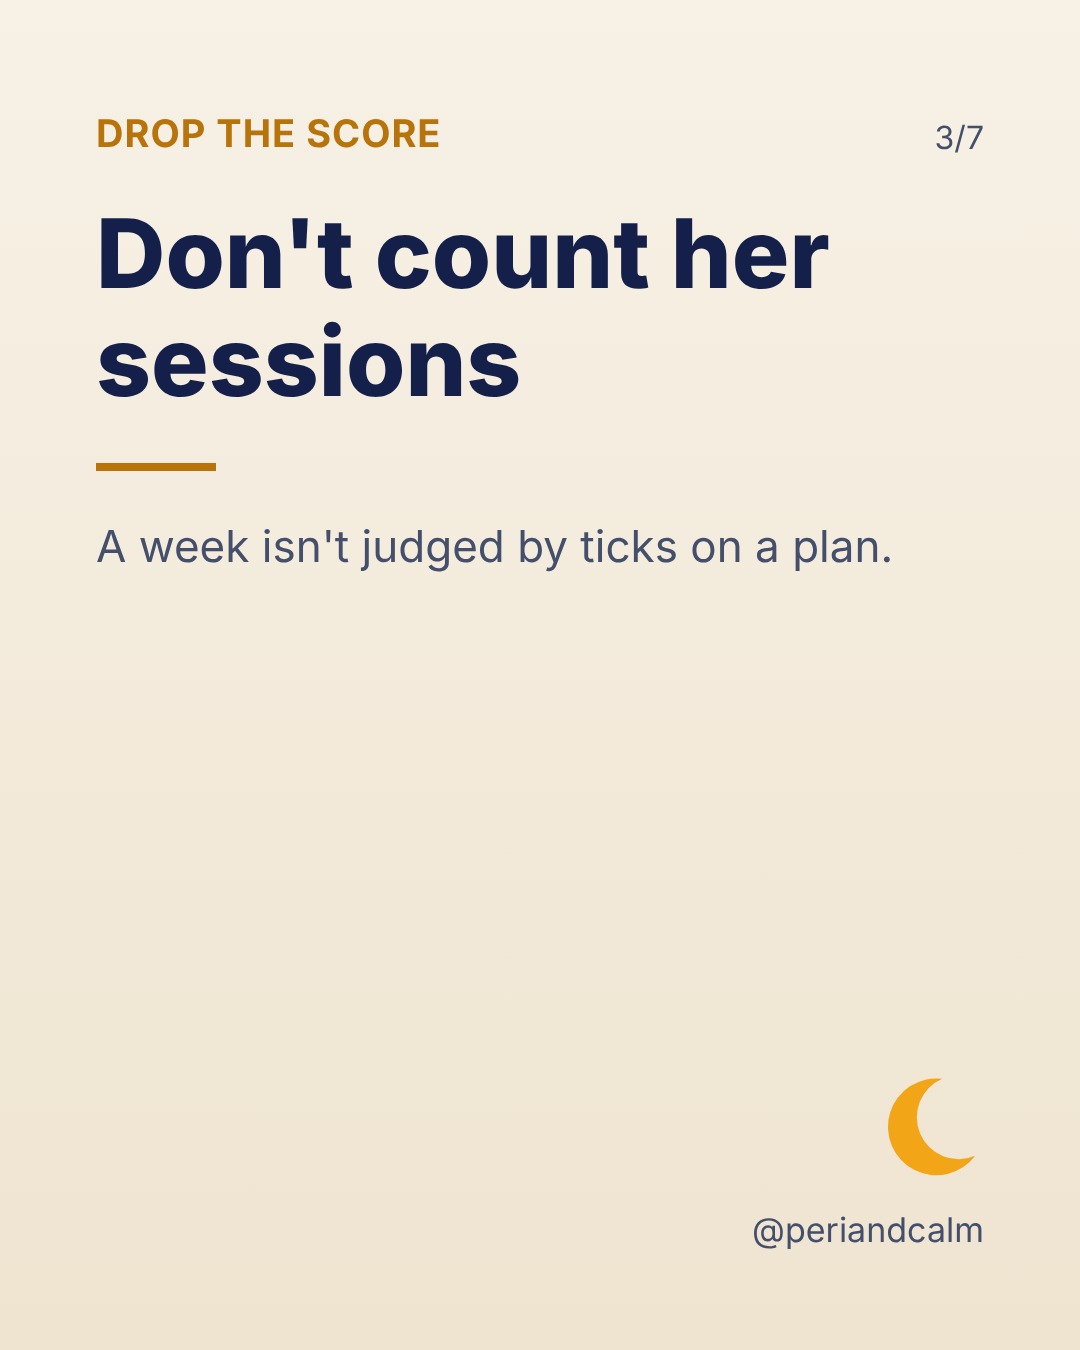 DROP THE SCORE
3/7
Don't count her
sessions
A week isn't judged by ticks on a plan.
@periandcalm